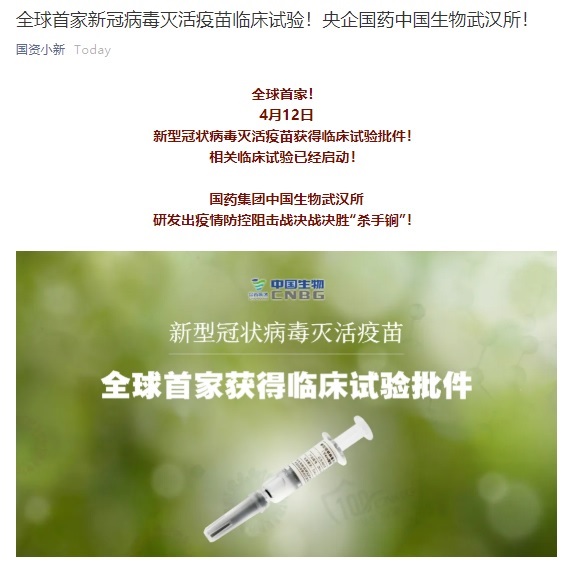 全球首家新冠病毒灭活疫苗临床试验！央企国药中国生物武汉所！
国资小新 Today
全球首家！
4月12日
新型冠状病毒灭活疫苗获得临床试验批件！
相关临床试验已经启动！
国药集团中国生物武汉所
研发出疫情防控阻击战决战决胜“杀手锏”！
中国生物
CNBG
新型冠状病毒灭活疫苗
全球首家获得临床试验批件